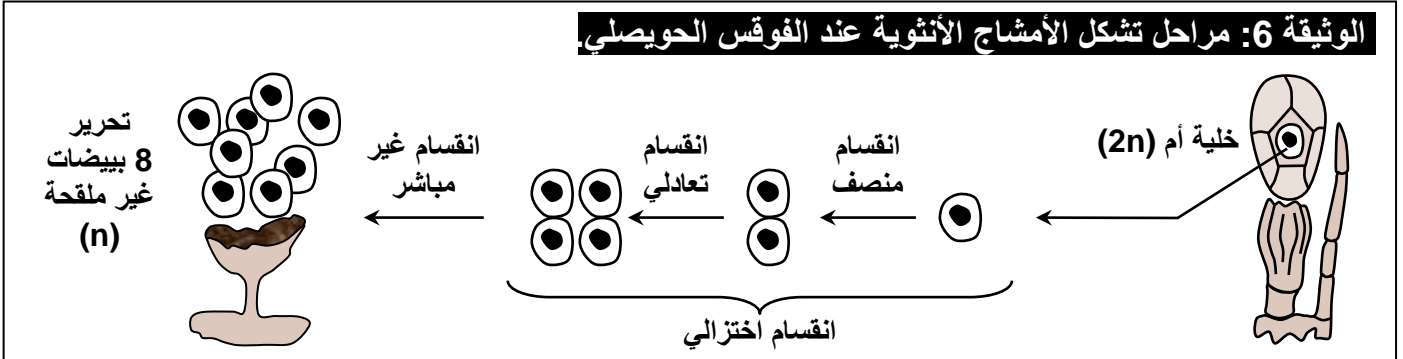 الوثيقة 6: مراحل تشكل الأمشاج الأنثوية عند الفوقس الحويصلي.
خلية أم (2n)
انقسام
منصف
انقسام
تعادلي
انقسام غير
مباشر
تحرير
8 بييضات
غير ملقحة
(n)
انقسام اختزالي